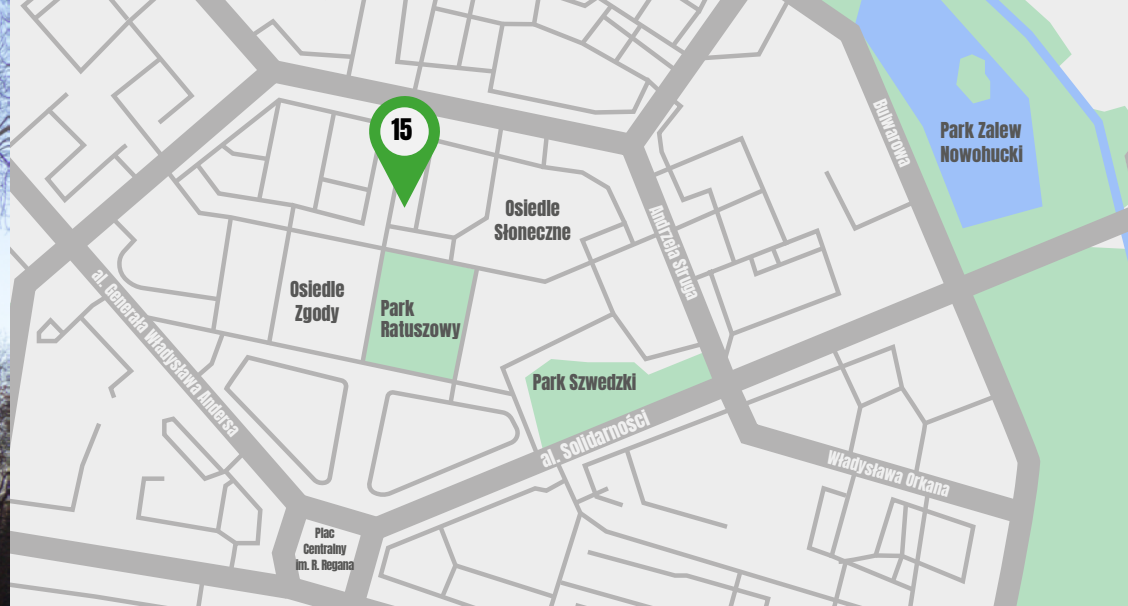 15
Park Zalew
Nowohucki
Bulwarowa
Osiedle
Słoneczne
Andrzeja Struga
Osiedle
Zgody
Park
Ratuszowy
al. Generała Władysława Andersa
Park Szwedzki
al. Solidarności
Władysława Orkana
Plac
Centralny
im. R. Regana